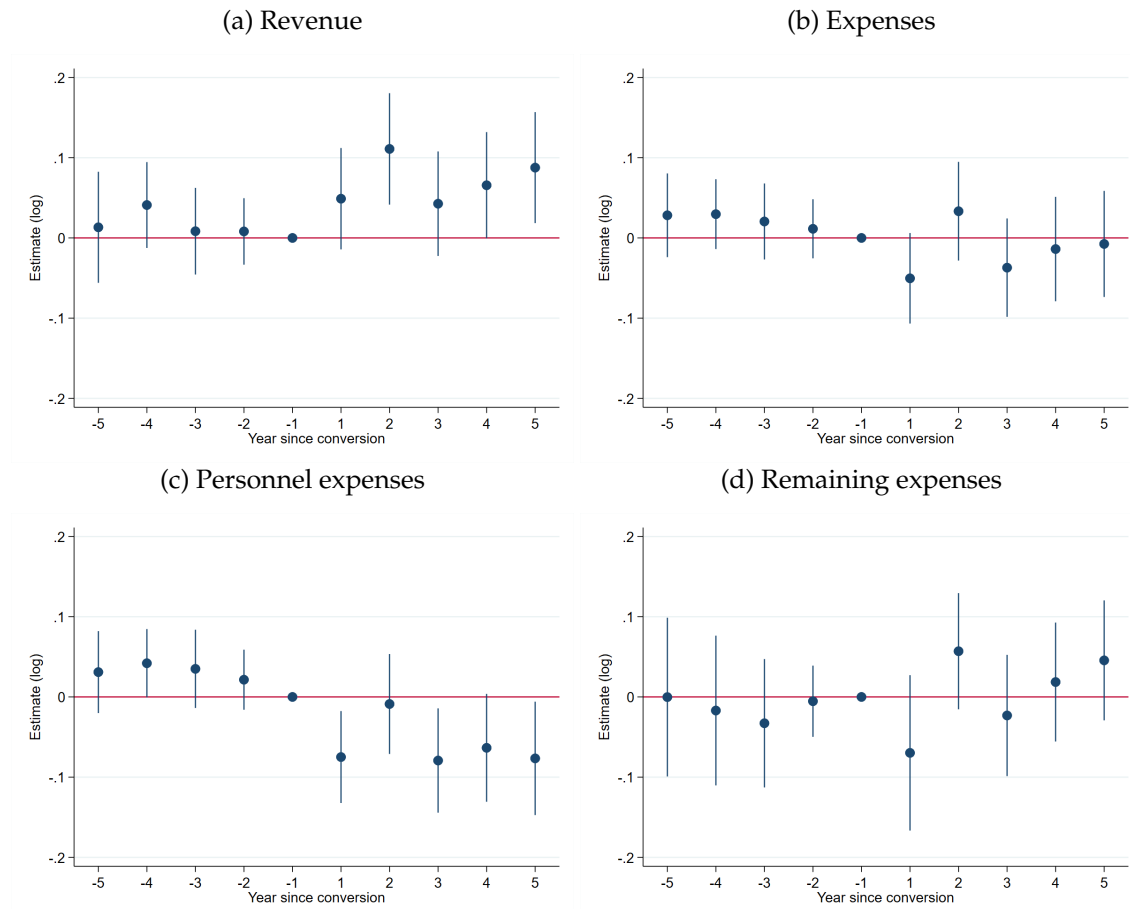 (a) Revenue
.2
.1
0
-.1
-.2
Estimate (log)
-5 -4 -3 -2 -1 1 2 3 4 5
Year since conversion
(b) Expenses
.2
.1
0
-.1
-.2
Estimate (log)
-5 -4 -3 -2 -1 1 2 3 4 5
Year since conversion
(c) Personnel expenses
.2
.1
0
-.1
-.2
Estimate (log)
-5 -4 -3 -2 -1 1 2 3 4 5
Year since conversion
(d) Remaining expenses
.2
.1
0
-.1
-.2
Estimate (log)
-5 -4 -3 -2 -1 1 2 3 4 5
Year since conversion